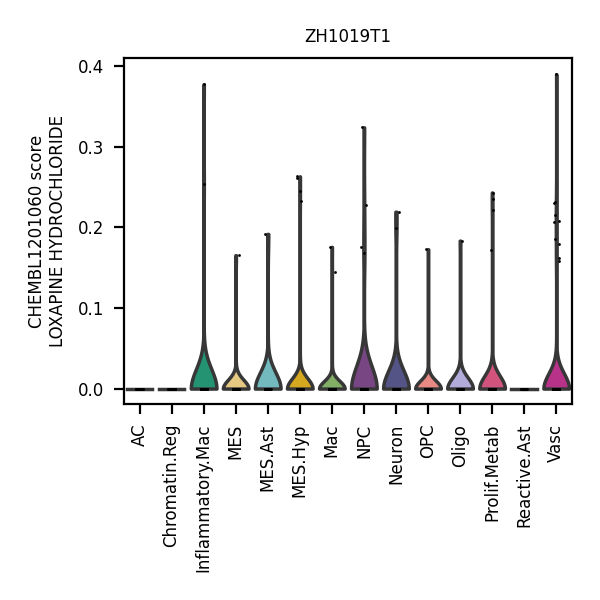 ZH1019T1
CHEMBL1201060 score
LOXAPINE HYDROCHLORIDE
0.4
0.3
0.2
0.1
0.0
AC
Chromatin.Reg
Inflammatory.Mac
MES
MES.Ast
MES.Hyp
Mac
NPC
Neuron
OPC
Oligo
Prolif.Metab
Reactive.Ast
Vasc